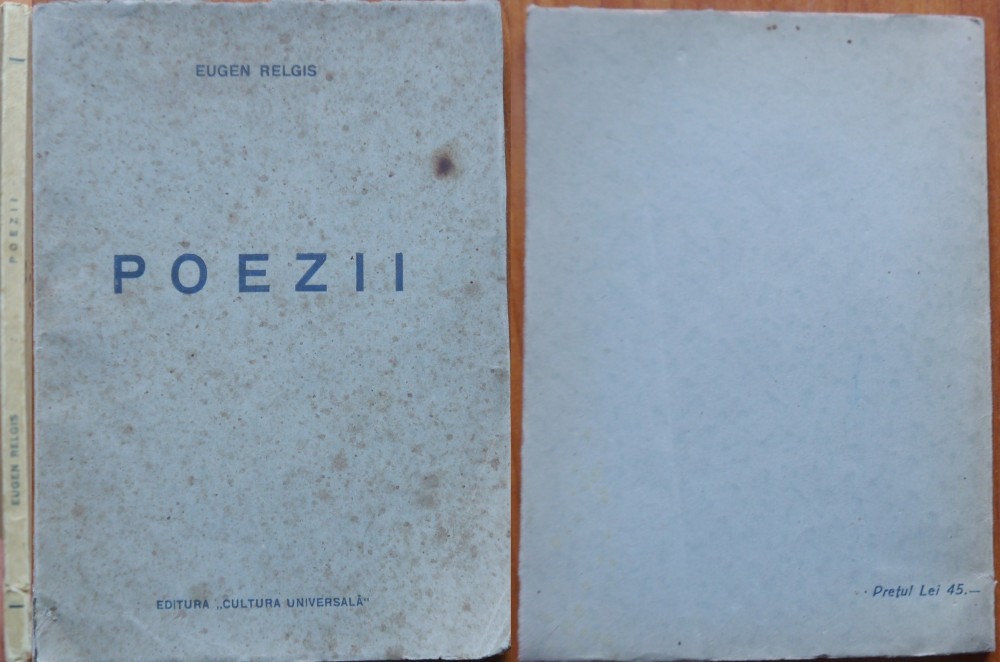 EUGEN RELGIS
POEZII
EUGEN RELGIS
POEZII
EDITURA „CULTURA UNIVERSALĂ“
Prețul Lei 45.—